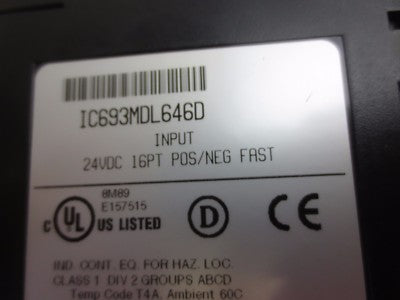 IC693MDL646D
INPUT
24VDC 16PT POS/NEG FAST
8M89
E157515
c UL US LISTED D CE
IND. CONT. EQ. FOR HAZ. LOC.
CLASS 1 DIV 2 GROUPS ABCD
Temp Code T4A, Ambient 60C